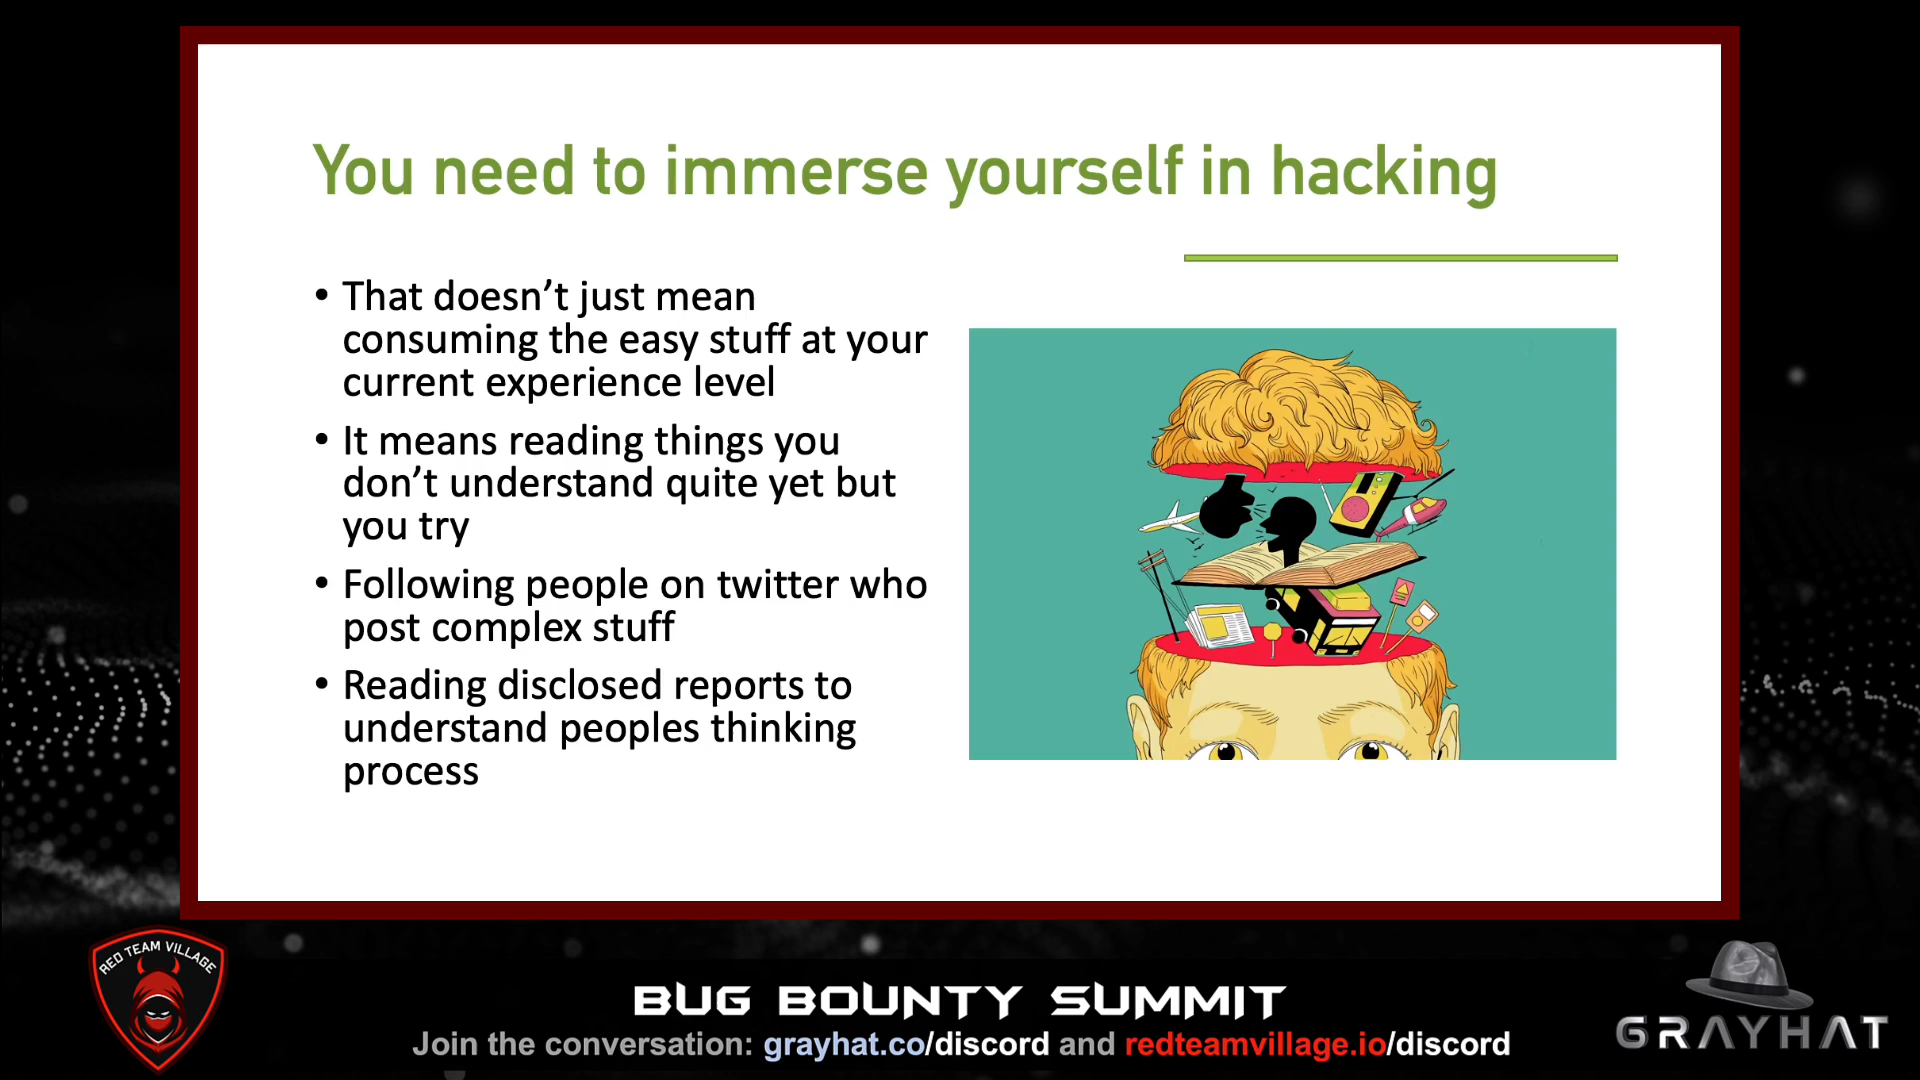 You need to immerse yourself in hacking
• That doesn’t just mean
consuming the easy stuff at your
current experience level
• It means reading things you
don’t understand quite yet but
you try
• Following people on twitter who
post complex stuff
• Reading disclosed reports to
understand peoples thinking
process
RED TEAM VILLAGE
BUG BOUNTY SUMMIT
Join the conversation: grayhat.co/discord and redteamvillage.io/discord
GRAYHAT